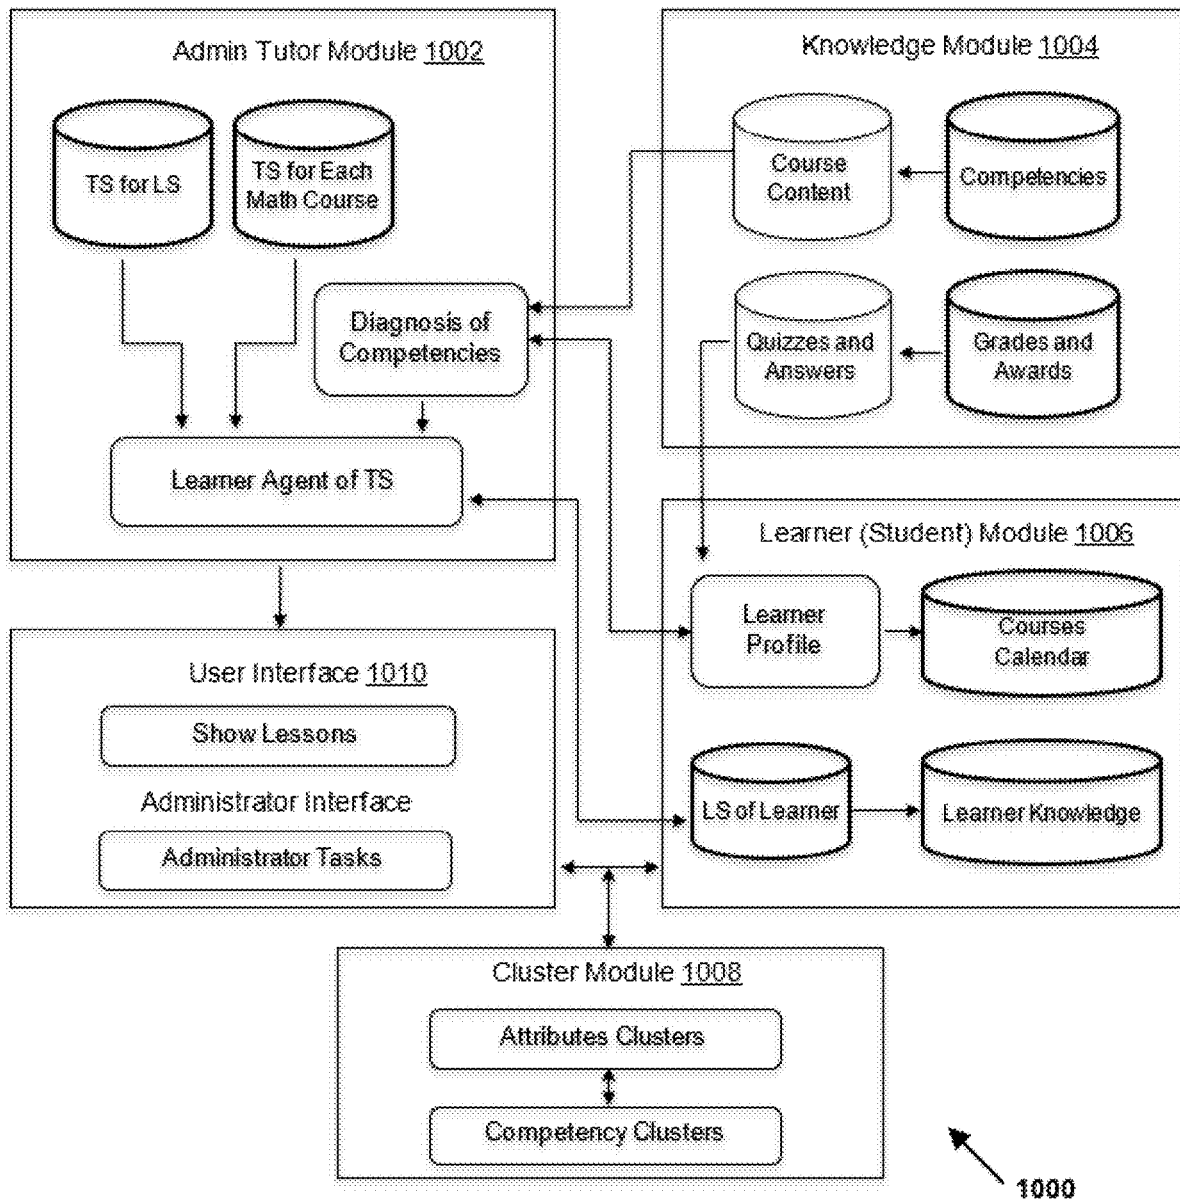 Admin Tutor Module 1002
TS for LS
TS for Each
Math Course
Diagnosis of
Competencies
Learner Agent of TS
Knowledge Module 1004
Course
Content
Competencies
Quizzes and
Answers
Grades and
Awards
Learner (Student) Module 1006
Learner
Profile
Courses
Calendar
LS of Learner
Learner Knowledge
User Interface 1010
Show Lessons
Administrator Interface
Administrator Tasks
Cluster Module 1008
Attributes Clusters
Competency Clusters
1000